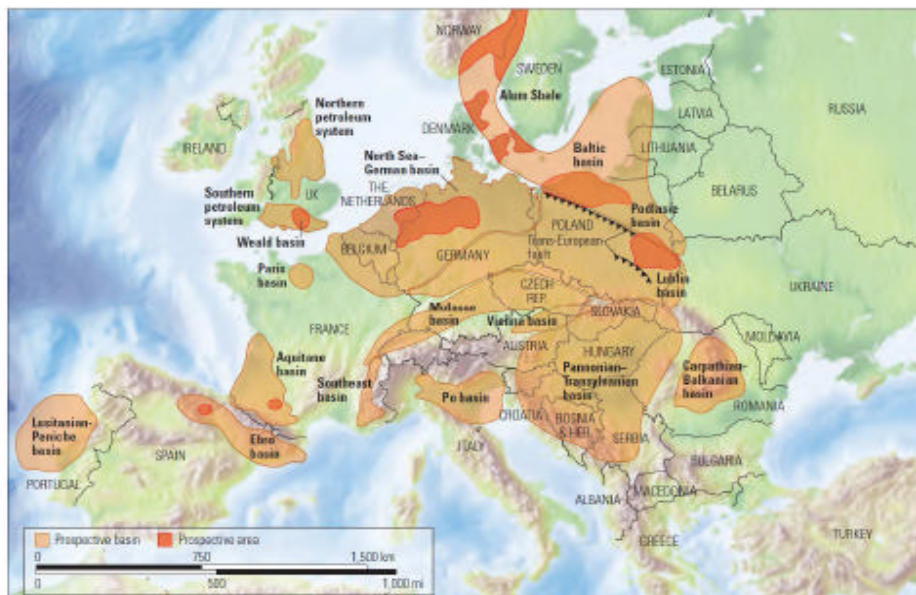 NORWAY
SWEDEN
ESTONIA
RUSSIA
Alum Shale
LATVIA
Northern
petroleum
system
DENMARK
LITHUANIA
IRELAND
Baltic
basin
North Sea–
German basin
BELARUS
Southern
petroleum
system
UK
THE
NETHERLANDS
Podlasie
basin
POLAND
Weald basin
Trans-European
fault
BELGIUM
GERMANY
Lublin
basin
Paris
basin
UKRAINE
CZECH
REP.
Molasse
basin
SLOVAKIA
FRANCE
Vienna basin
MOLDAVIA
AUSTRIA
HUNGARY
Aquitane
basin
Pannonian–
Transylvanian
basin
Carpathian–
Balkanian
basin
Southeast
basin
Po basin
CROATIA
ROMANIA
Lusitanian-
Peniche
basin
BOSNIA
& HER.
Ebro
basin
ITALY
SERBIA
SPAIN
BULGARIA
PORTUGAL
ALBANIA
MACEDONIA
GREECE
TURKEY
Prospective basin
Prospective area
0 750 1,500 km
0 500 1,000 mi